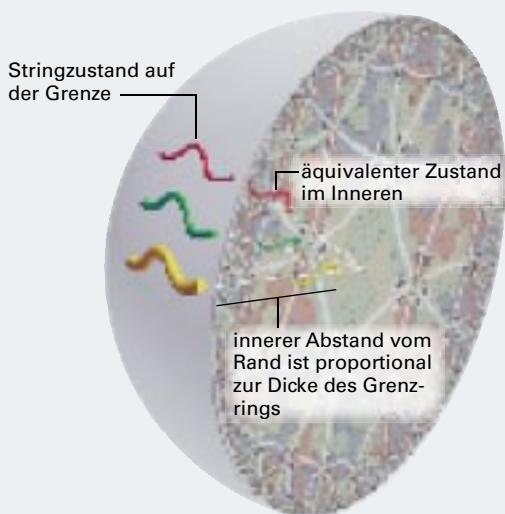 Stringzustand auf
der Grenze
äquivalenter Zustand
im Inneren
innerer Abstand vom
Rand ist proportional
zur Dicke des Grenz-
rings